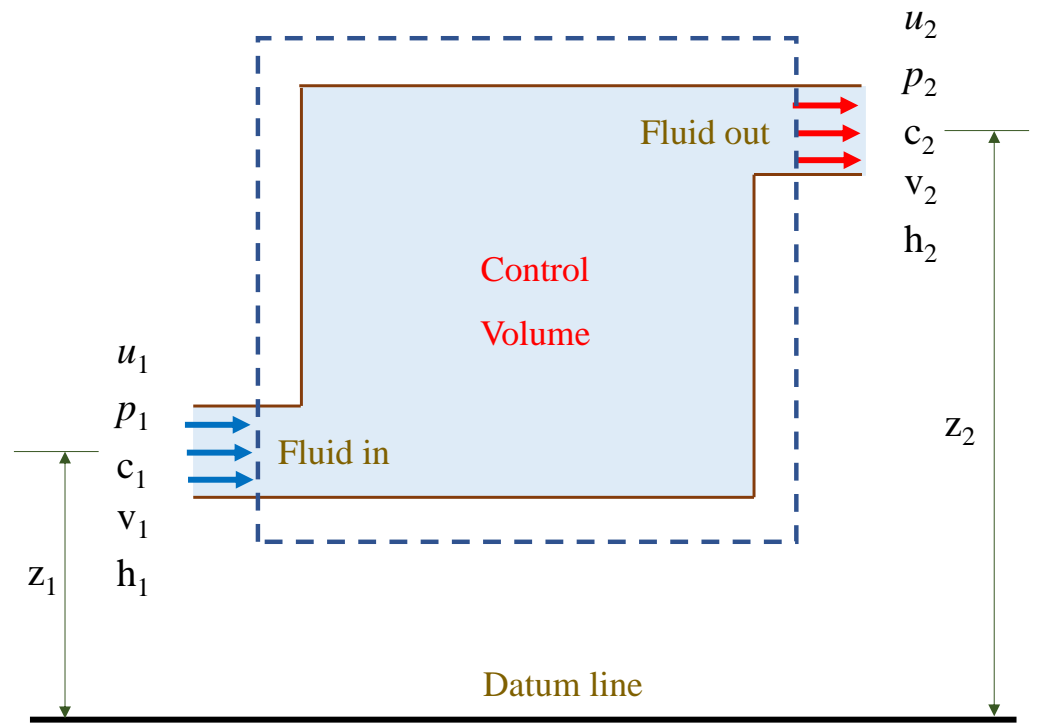 u₂
p₂
Fluid out
c₂
v₂
h₂
Control
Volume
u₁
p₁
Fluid in
c₁
v₁
h₁
z₁
z₂
Datum line